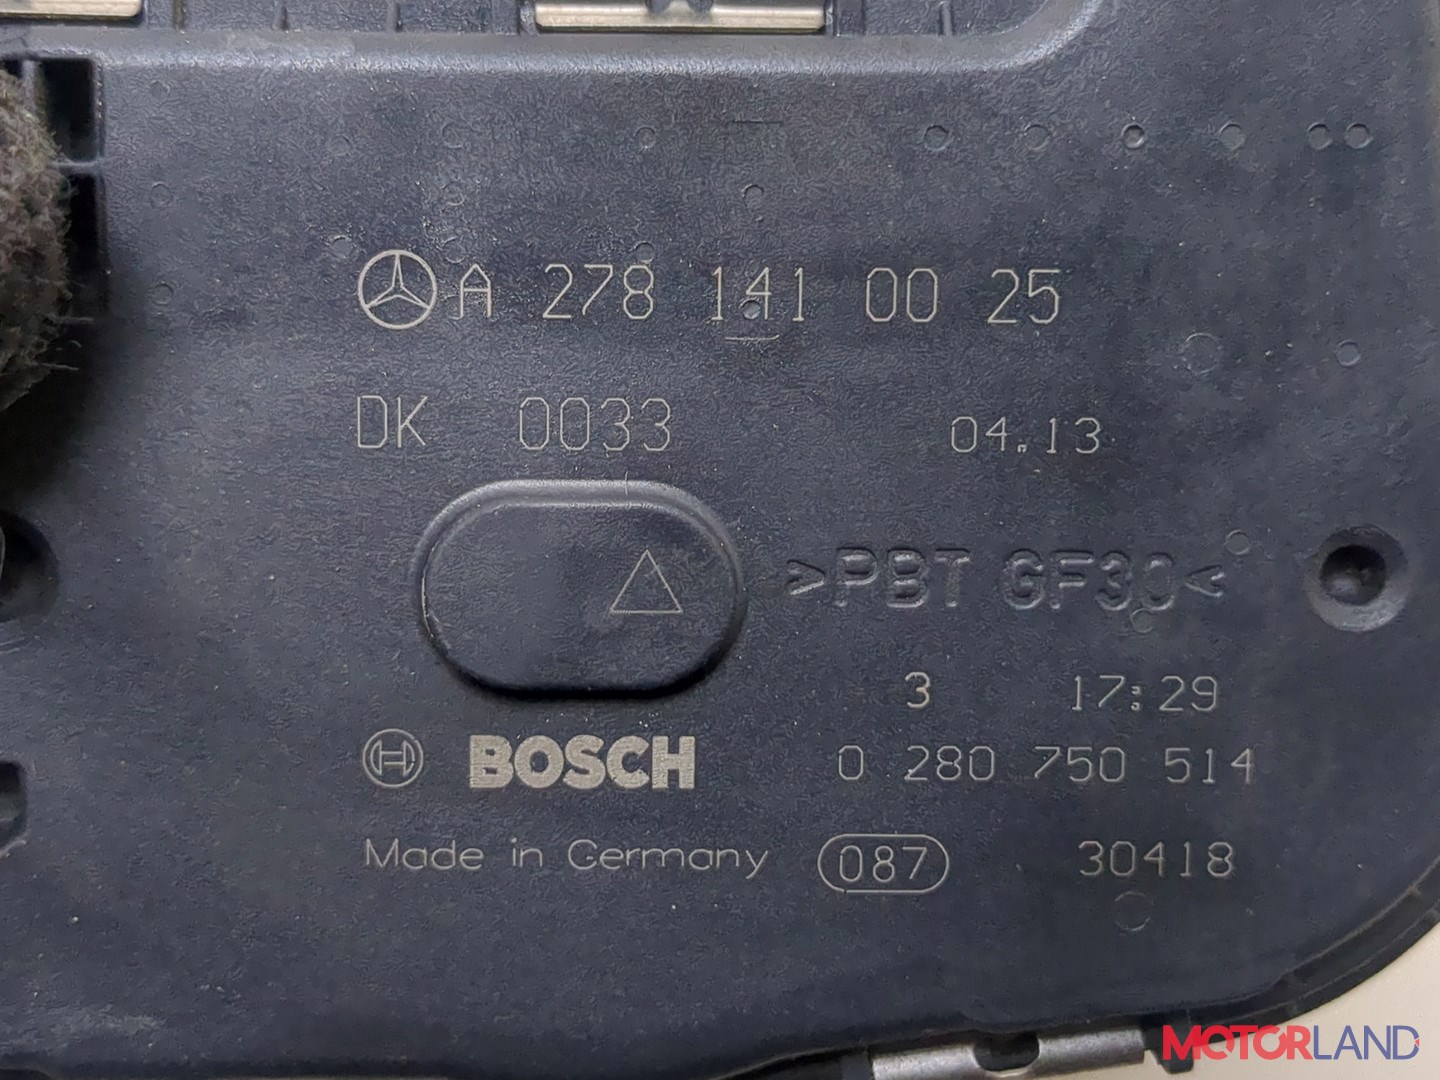 A 278 141 00 25
DK 0033 04.13
>PBT GF30<
3 17:29
BOSCH 0 280 750 514
Made in Germany 087 30418
MOTORLAND